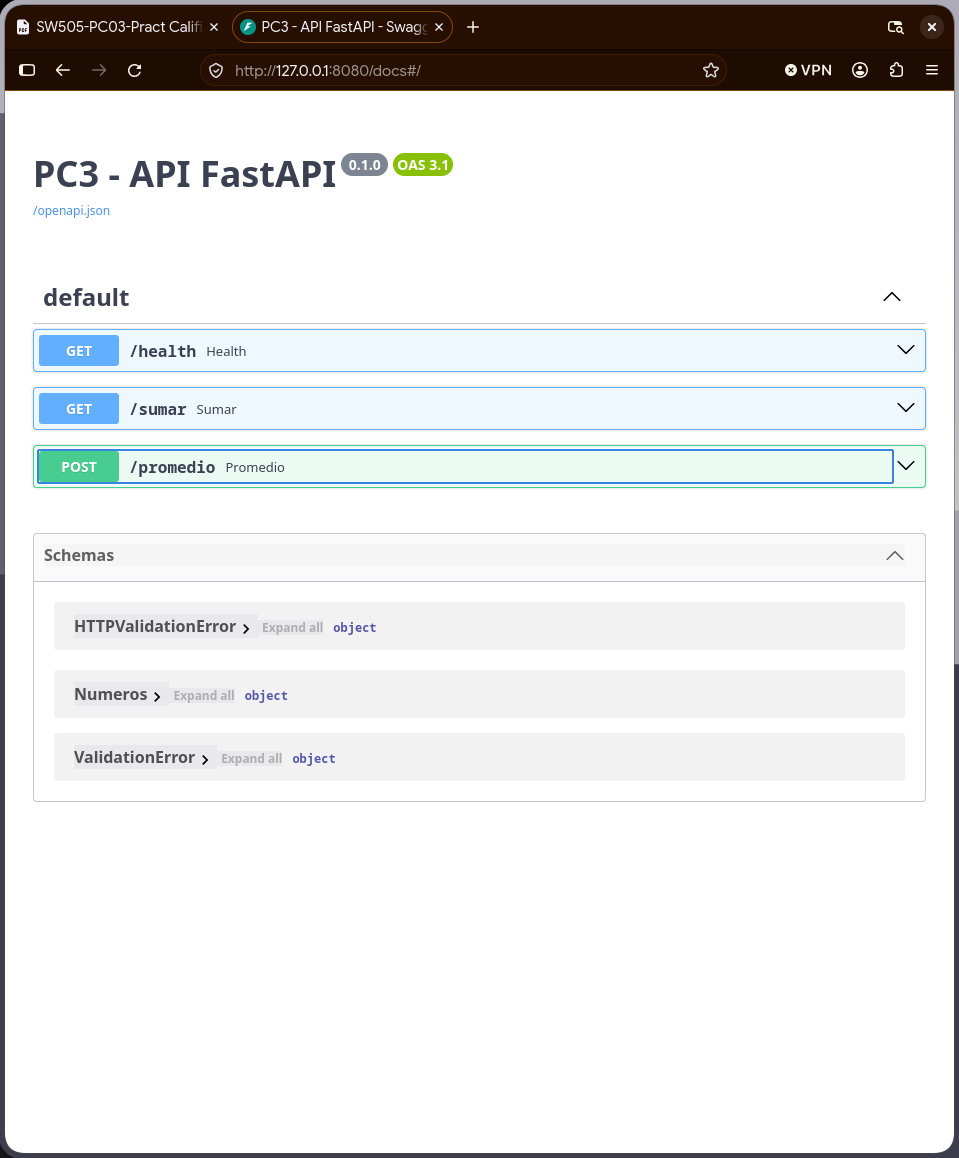 SW505-PC03-Pract Calif
PC3 - API FastAPI - Swag
http://127.0.0.1:8080/docs#/
VPN
PC3 - API FastAPI 0.1.0 OAS 3.1
/openapi.json
default
GET /health Health
GET /sumar Sumar
POST /promedio Promedio
Schemas
HTTPValidationError Expand all object
Numeros Expand all object
ValidationError Expand all object